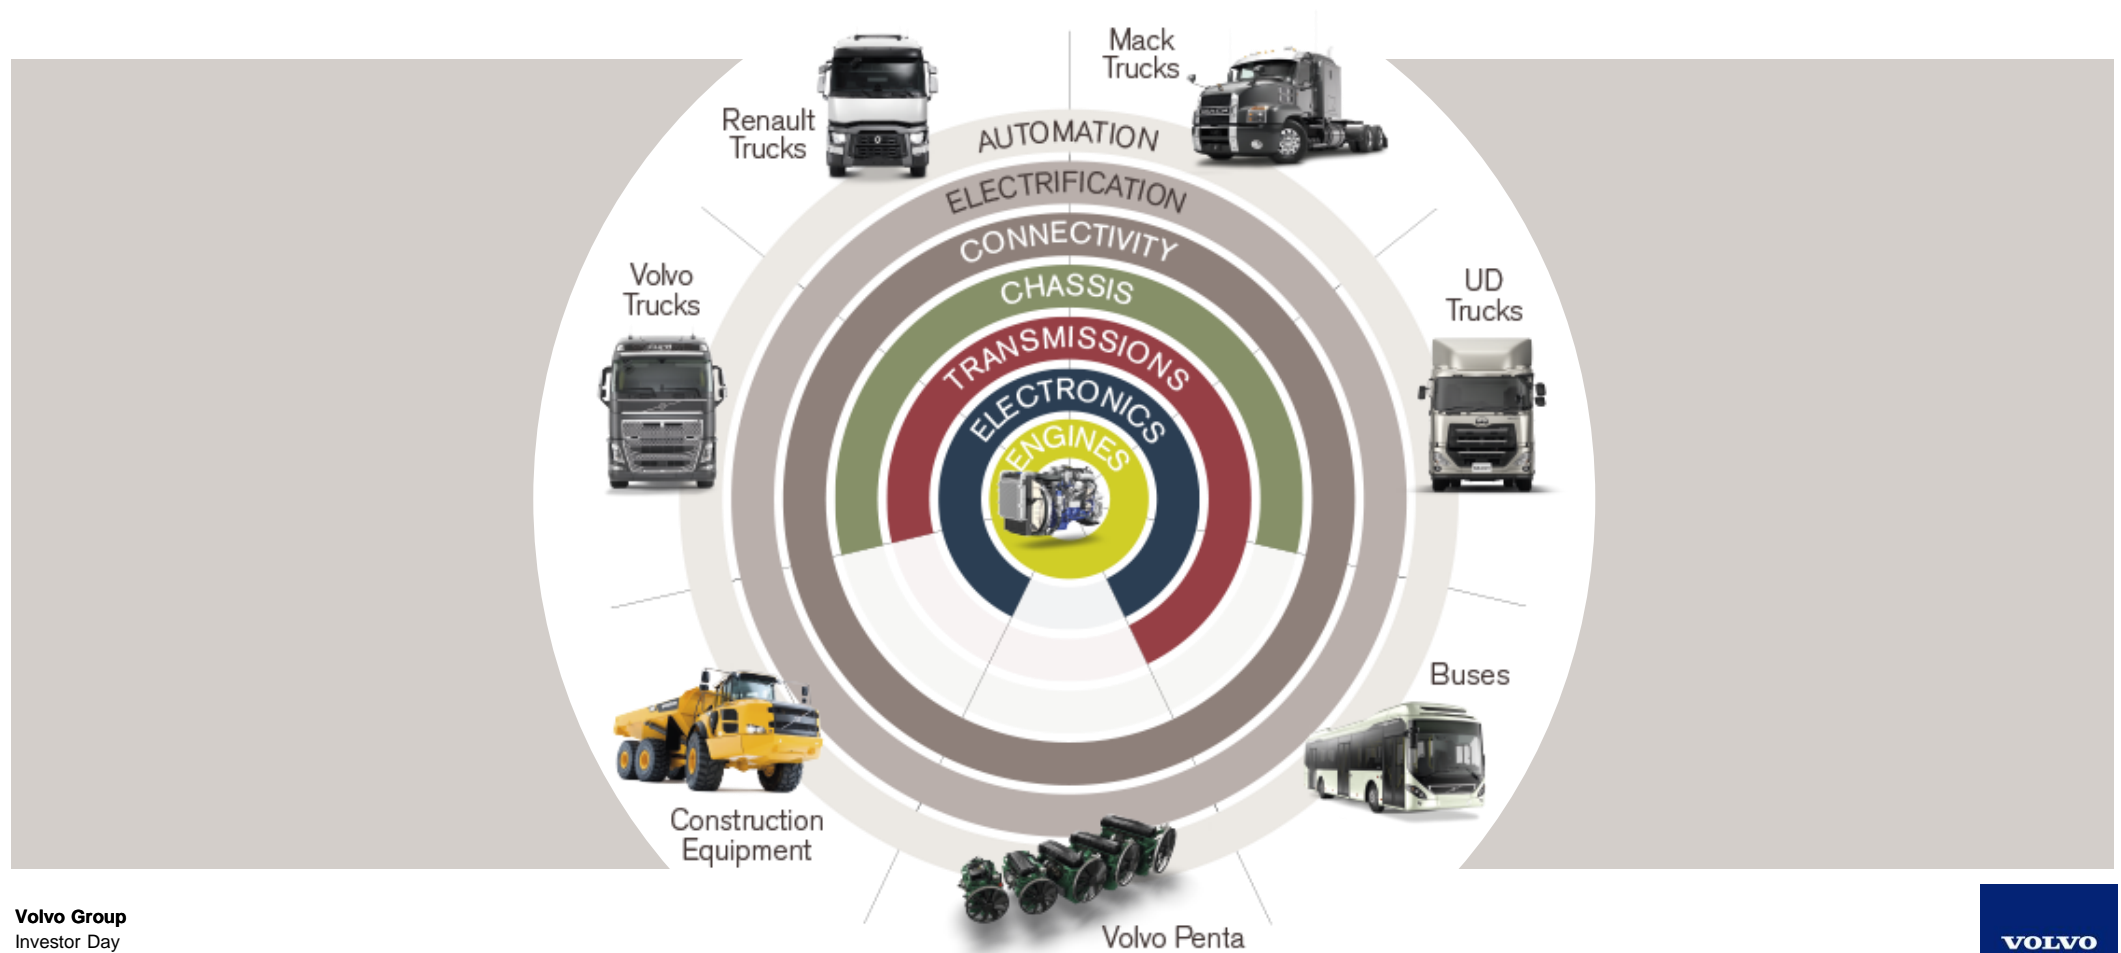 Mack
Trucks
Renault
Trucks
AUTOMATION
ELECTRIFICATION
CONNECTIVITY
CHASSIS
TRANSMISSIONS
ELECTRONICS
ENGINES
Volvo
Trucks
UD
Trucks
Buses
Construction
Equipment
Volvo Penta
Volvo Group
Investor Day
VOLVO